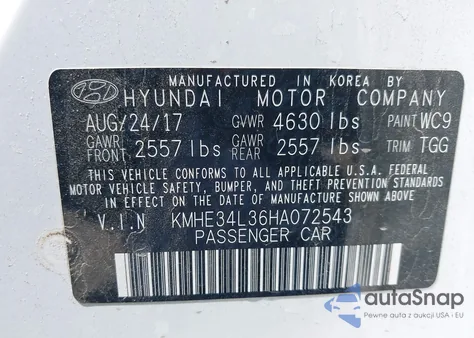 MANUFACTURED IN KOREA BY
HYUNDAI MOTOR COMPANY
AUG/24/17 GVWR 4630 lbs PAINT WC9
GAWR FRONT 2557 lbs GAWR REAR 2557 lbs TRIM TGG
THIS VEHICLE CONFORMS TO ALL APPLICABLE U.S.A. FEDERAL
MOTOR VEHICLE SAFETY, BUMPER, AND THEFT PREVENTION
STANDARDS IN EFFECT ON THE DATE OF MANUFACTURE SHOWN ABOVE
V.I.N KMHE34L36HA072543
PASSENGER CAR
autoSnap
Pewne auta z aukcji USA - EU